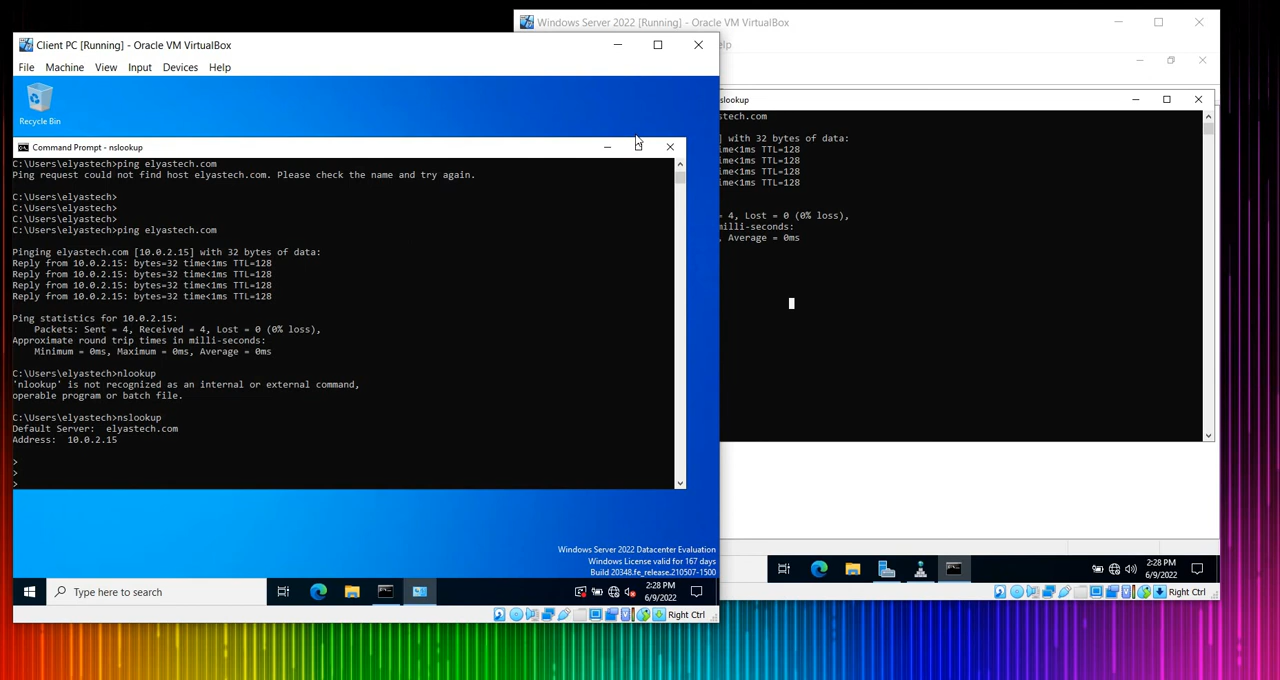 Windows Server 2022 [Running] - Oracle VM VirtualBox
Client PC [Running] - Oracle VM VirtualBox
File Machine View Input Devices Help
Recycle Bin
Command Prompt - nslookup
C:\Users\elyastech>ping elyastech.com
Ping request could not find host elyastech.com. Please check the name and try again.
C:\Users\elyastech>
C:\Users\elyastech>
C:\Users\elyastech>
C:\Users\elyastech>ping elyastech.com
Pinging elyastech.com [10.0.2.15] with 32 bytes of data:
Reply from 10.0.2.15: bytes=32 time<1ms TTL=128
Reply from 10.0.2.15: bytes=32 time<1ms TTL=128
Reply from 10.0.2.15: bytes=32 time<1ms TTL=128
Reply from 10.0.2.15: bytes=32 time<1ms TTL=128
Ping statistics for 10.0.2.15:
Packets: Sent = 4, Received = 4, Lost = 0 (0% loss),
Approximate round trip times in milli-seconds:
Minimum = 0ms, Maximum = 0ms, Average = 0ms
C:\Users\elyastech>nlookup
'nlookup' is not recognized as an internal or external command,
operable program or batch file.
C:\Users\elyastech>nslookup
Default Server: elyastech.com
Address: 10.0.2.15
>
>
>
Windows Server 2022 Datacenter Evaluation
Windows License valid for 167 days
Build 20348.fe_release.210507-1500
Type here to search
2:28 PM
6/9/2022
Right Ctrl
elp
slookup
stech.com
] with 32 bytes of data:
ime<1ms TTL=128
ime<1ms TTL=128
ime<1ms TTL=128
ime<1ms TTL=128
= 4, Lost = 0 (0% loss),
milli-seconds:
, Average = 0ms
2:28 PM
6/9/2022
Right Ctrl